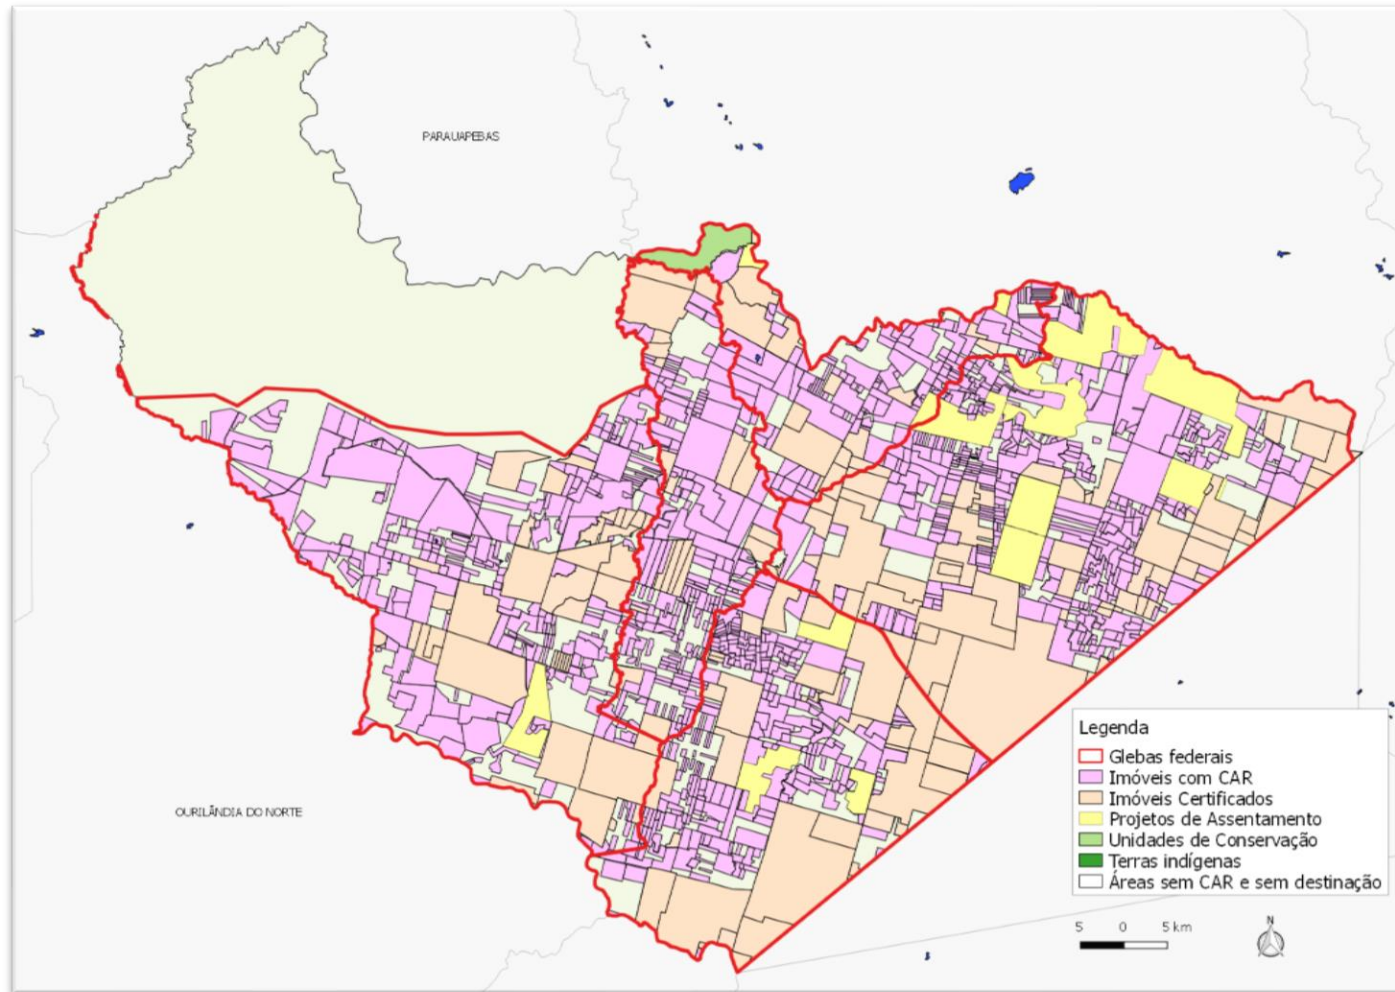 PARAUAPEBAS
OURILÂNDIA DO NORTE
Legenda
Glebas federais
Imóveis com CAR
Imóveis Certificados
Projetos de Assentamento
Unidades de Conservação
Terras indígenas
Áreas sem CAR e sem destinação
5 0 5 km
N